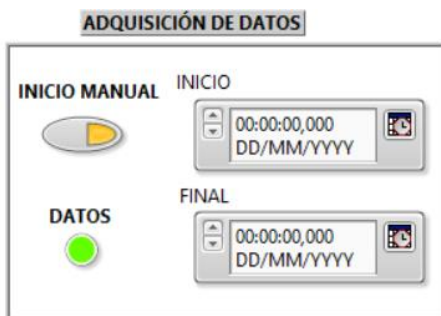 ADQUISICIÓN DE DATOS
INICIO MANUAL
INICIO
00:00:00,000
DD/MM/YYYY
DATOS
FINAL
00:00:00,000
DD/MM/YYYY